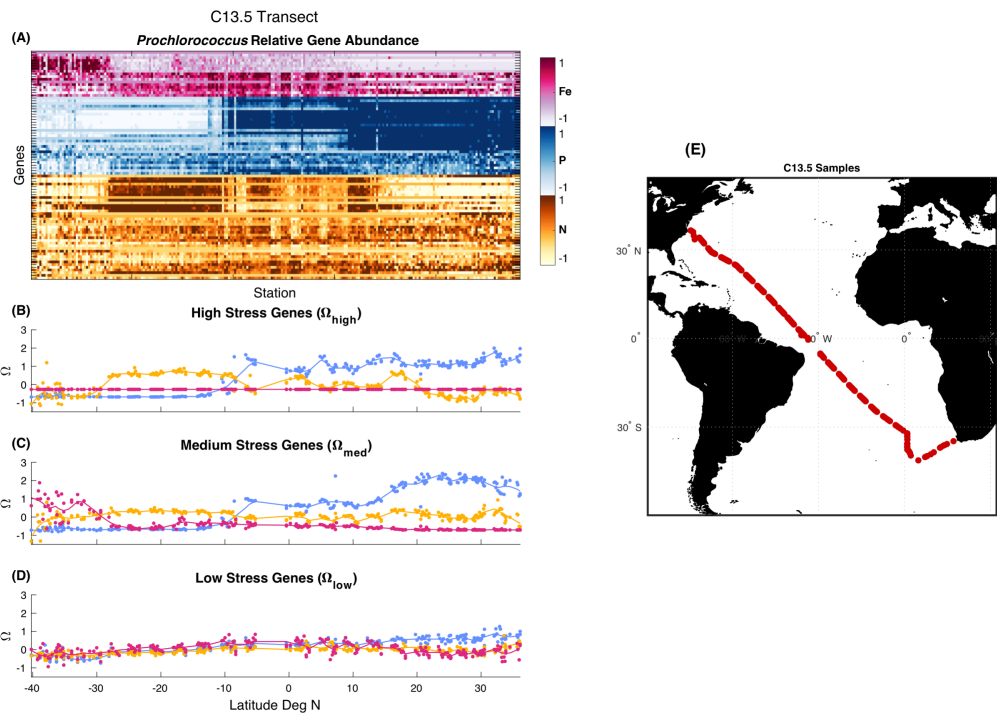 C13.5 Transect
(A)
Prochlorococcus Relative Gene Abundance
Genes
Station
1
Fe
-1
1
P
-1
1
N
-1
(B)
High Stress Genes (Ωhigh)
Ω
3
2
1
0
-1
(C)
Medium Stress Genes (Ωmed)
Ω
3
2
1
0
-1
(D)
Low Stress Genes (Ωlow)
Ω
3
2
1
0
-1
-40 -30 -20 -10 0 10 20 30
Latitude Deg N
(E)
C13.5 Samples
30° N
0°
30° S
0°